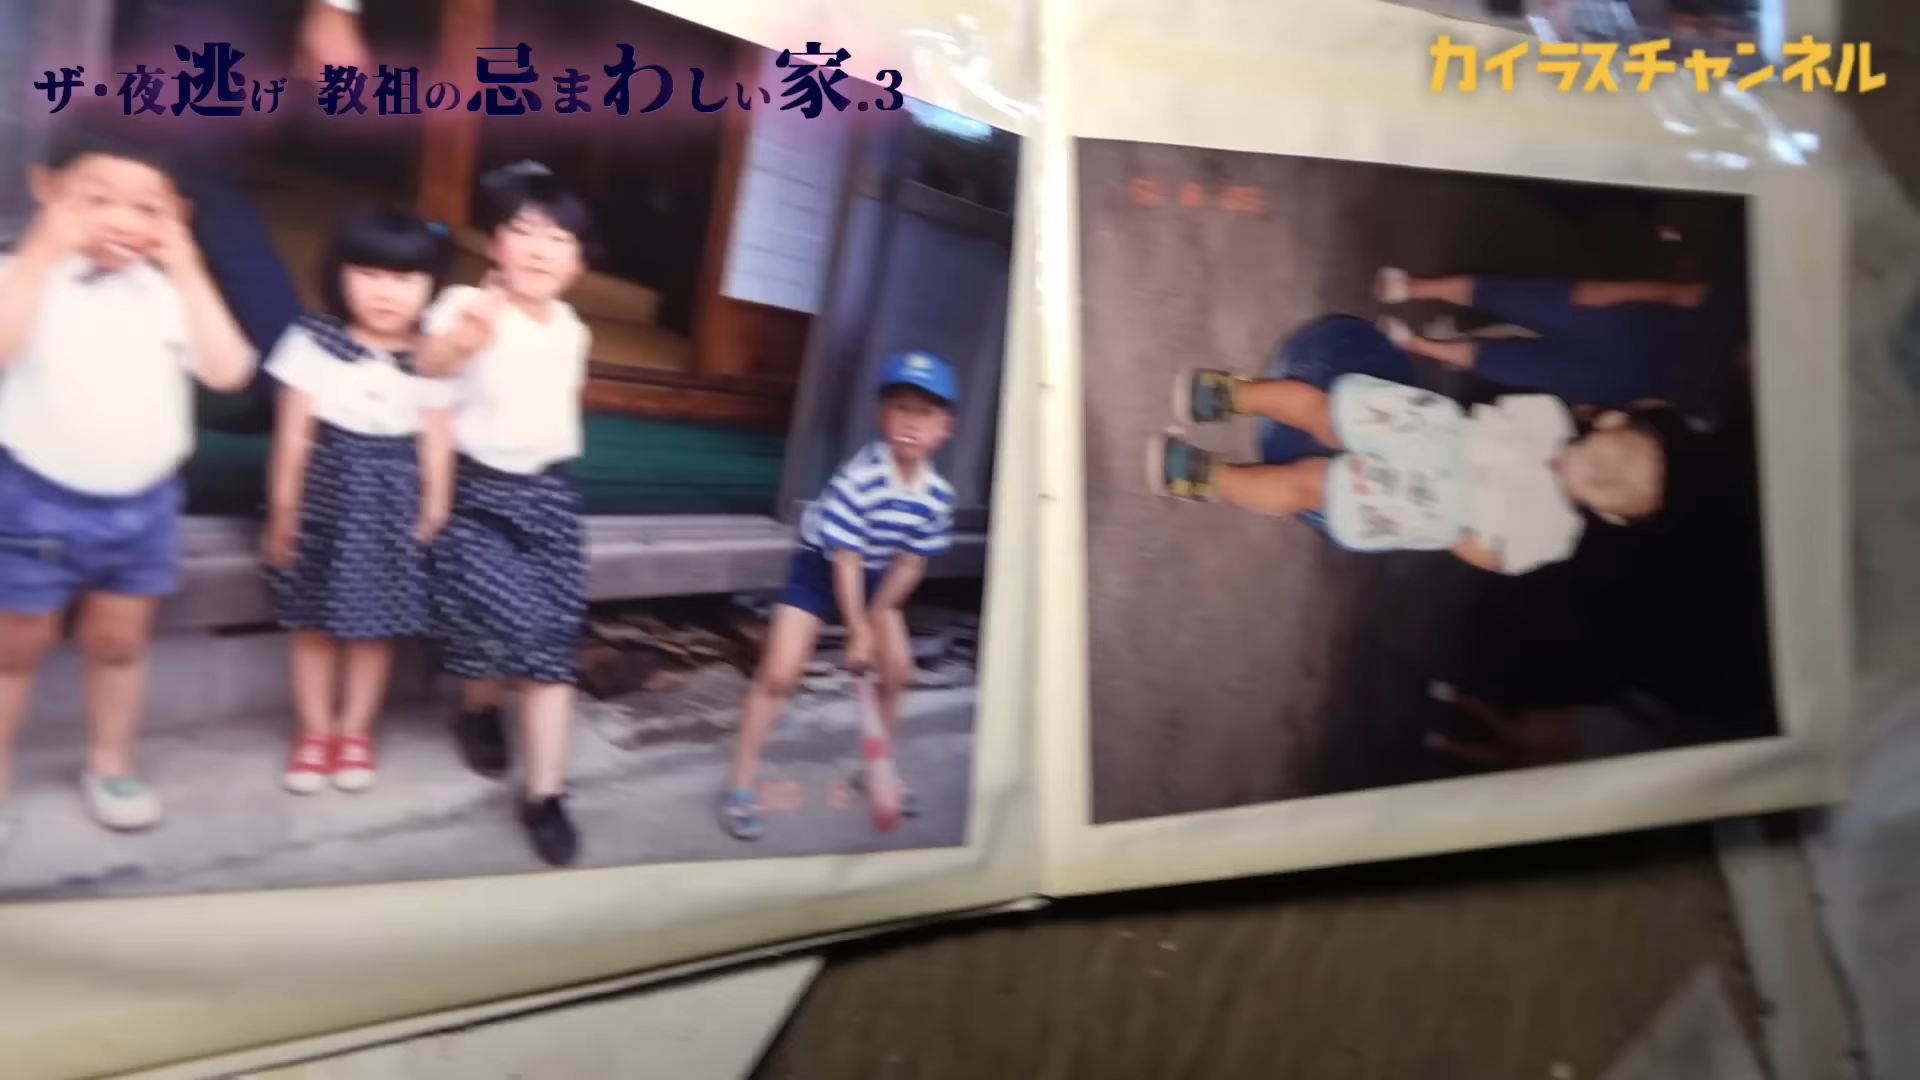 ザ・夜逃げ 教祖の忌まわしい家.3
カイラスチャンネル